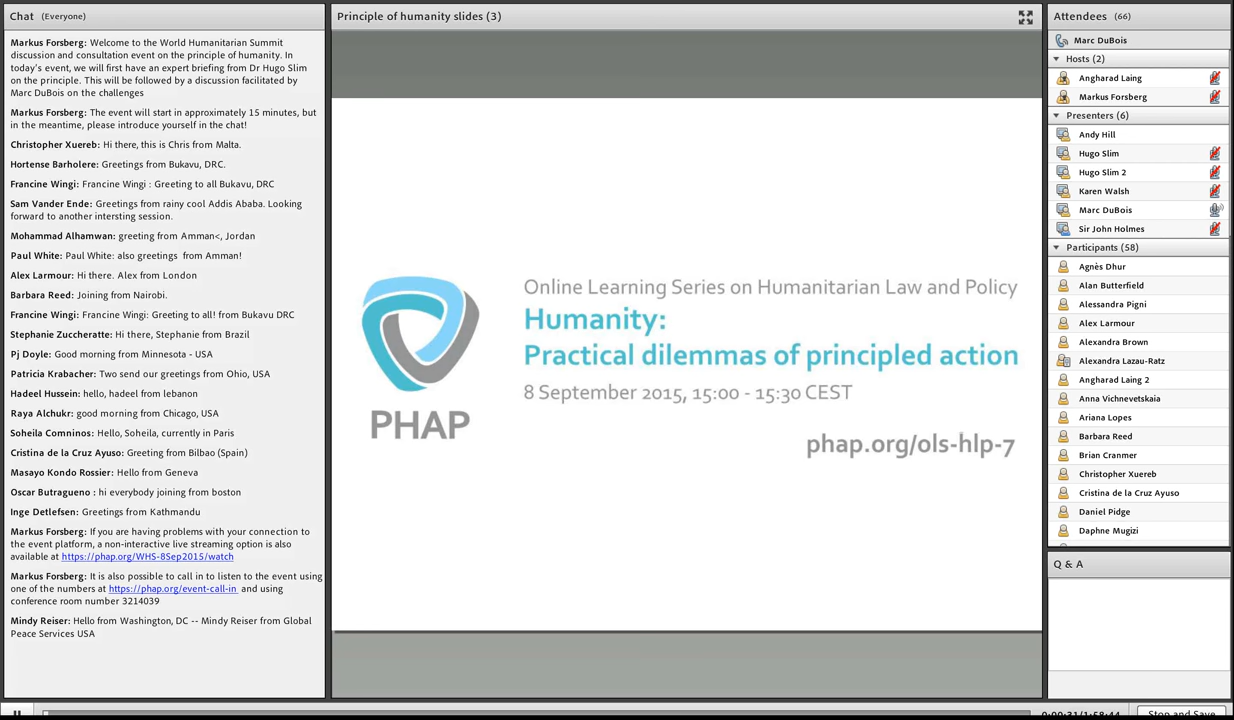 Chat (Everyone)
Markus Forsberg: Welcome to the World Humanitarian Summit
discussion and consultation event on the principle of humanity. In
today's event, we will first have an expert briefing from Dr Hugo Slim
on the principle. This will be followed by a discussion facilitated by
Marc DuBois on the challenges
Markus Forsberg: The event will start in approximately 15 minutes, but
in the meantime, please introduce yourself in the chat!
Christopher Xuereb: Hi there, this is Chris from Malta.
Hortense Barholere: Greetings from Bukavu, DRC.
Francine Wingi: Francine Wingi : Greeting to all Bukavu, DRC
Sam Vander Ende: Greetings from rainy cool Addis Ababa. Looking
forward to another intersting session.
Mohammad Alhamwan: greeting from Amman<, Jordan
Paul White: Paul White: also greetings from Amman!
Alex Larmour: Hi there. Alex from London
Barbara Reed: Joining from Nairobi.
Francine Wingi: Francine Wingi: Greeting to all! from Bukavu DRC
Stephanie Zuccheratte: Hi there, Stephanie from Brazil
Pj Doyle: Good morning from Minnesota - USA
Patricia Krabacher: Two send our greetings from Ohio, USA
Hadeel Hussein: hello, hadeel from lebanon
Raya Alchukr: good morning from Chicago, USA
Soheila Comninos: Hello, Soheila, currently in Paris
Cristina de la Cruz Ayuso: Greeting from Bilbao (Spain)
Masayo Kondo Rossier: Hello from Geneva
Oscar Butragueno : hi everybody joining from boston
Inge Detlefsen: Greetings from Kathmandu
Markus Forsberg: If you are having problems with your connection to
the event platform, a non-interactive live streaming option is also
available at https://phap.org/WHS-8Sep2015/watch
Markus Forsberg: It is also possible to call in to listen to the event using
one of the numbers at https://phap.org/event-call-in and using
conference room number 3214039
Mindy Reiser: Hello from Washington, DC -- Mindy Reiser from Global
Peace Services USA
Principle of humanity slides (3)
PHAP
Online Learning Series on Humanitarian Law and Policy
Humanity:
Practical dilemmas of principled action
8 September 2015, 15:00 - 15:30 CEST
phap.org/ols-hlp-7
Attendees (66)
Marc DuBois
Hosts (2)
Angharad Laing
Markus Forsberg
Presenters (6)
Andy Hill
Hugo Slim
Hugo Slim 2
Karen Walsh
Marc DuBois
Sir John Holmes
Participants (58)
Agnès Dhur
Alan Butterfield
Alessandra Pigni
Alex Larmour
Alexandra Brown
Alexandra Lazau-Ratz
Angharad Laing 2
Anna Vichnevetskaia
Ariana Lopes
Barbara Reed
Brian Cranmer
Christopher Xuereb
Cristina de la Cruz Ayuso
Daniel Pidge
Daphne Mugizi
Q & A
0:00:31/1:58:44
Stop and Save